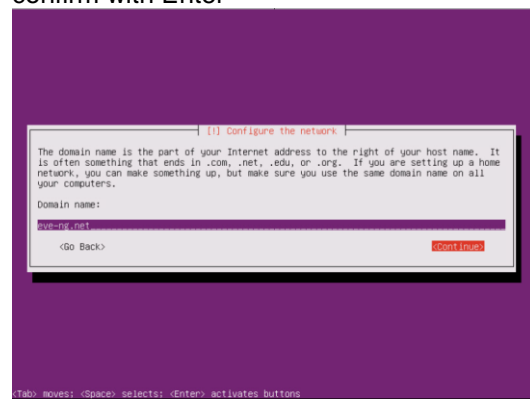 confirm with Enter
[!] Configure the network
The domain name is the part of your Internet address to the right of your host name.  It
is often something that ends in .com, .net, .edu, or .org.  If you are setting up a home
network, you can make something up, but make sure you use the same domain name on all
your computers.
Domain name:
eve-ng.net
<Go Back> <Continue>
<Tab> moves; <Space> selects; <Enter> activates buttons